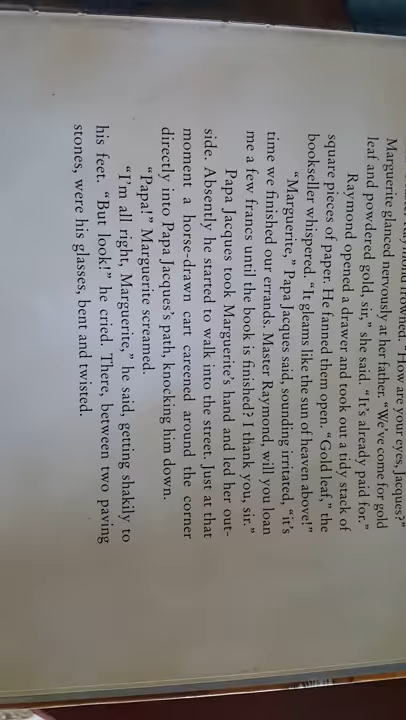 frowned. "How are your eyes, Jacques?"
Marguerite glanced nervously at her father. "We've come for gold
leaf and powdered gold, sir," she said. "It's already paid for."
Raymond opened a drawer and took out a tidy stack of
square pieces of paper. He fanned them open. "Gold leaf," the
bookseller whispered. "It gleams like the sun of heaven above!"
"Marguerite," Papa Jacques said, sounding irritated, "it's
time we finished our errands. Master Raymond, will you loan
me a few francs until the book is finished? I thank you, sir."
Papa Jacques took Marguerite's hand and led her out-
side. Absently he started to walk into the street. Just at that
moment a horse-drawn cart careened around the corner
directly into Papa Jacques's path, knocking him down.
"Papa!" Marguerite screamed.
"I'm all right, Marguerite," he said, getting shakily to
his feet. "But look!" he cried. There, between two paving
stones, were his glasses, bent and twisted.